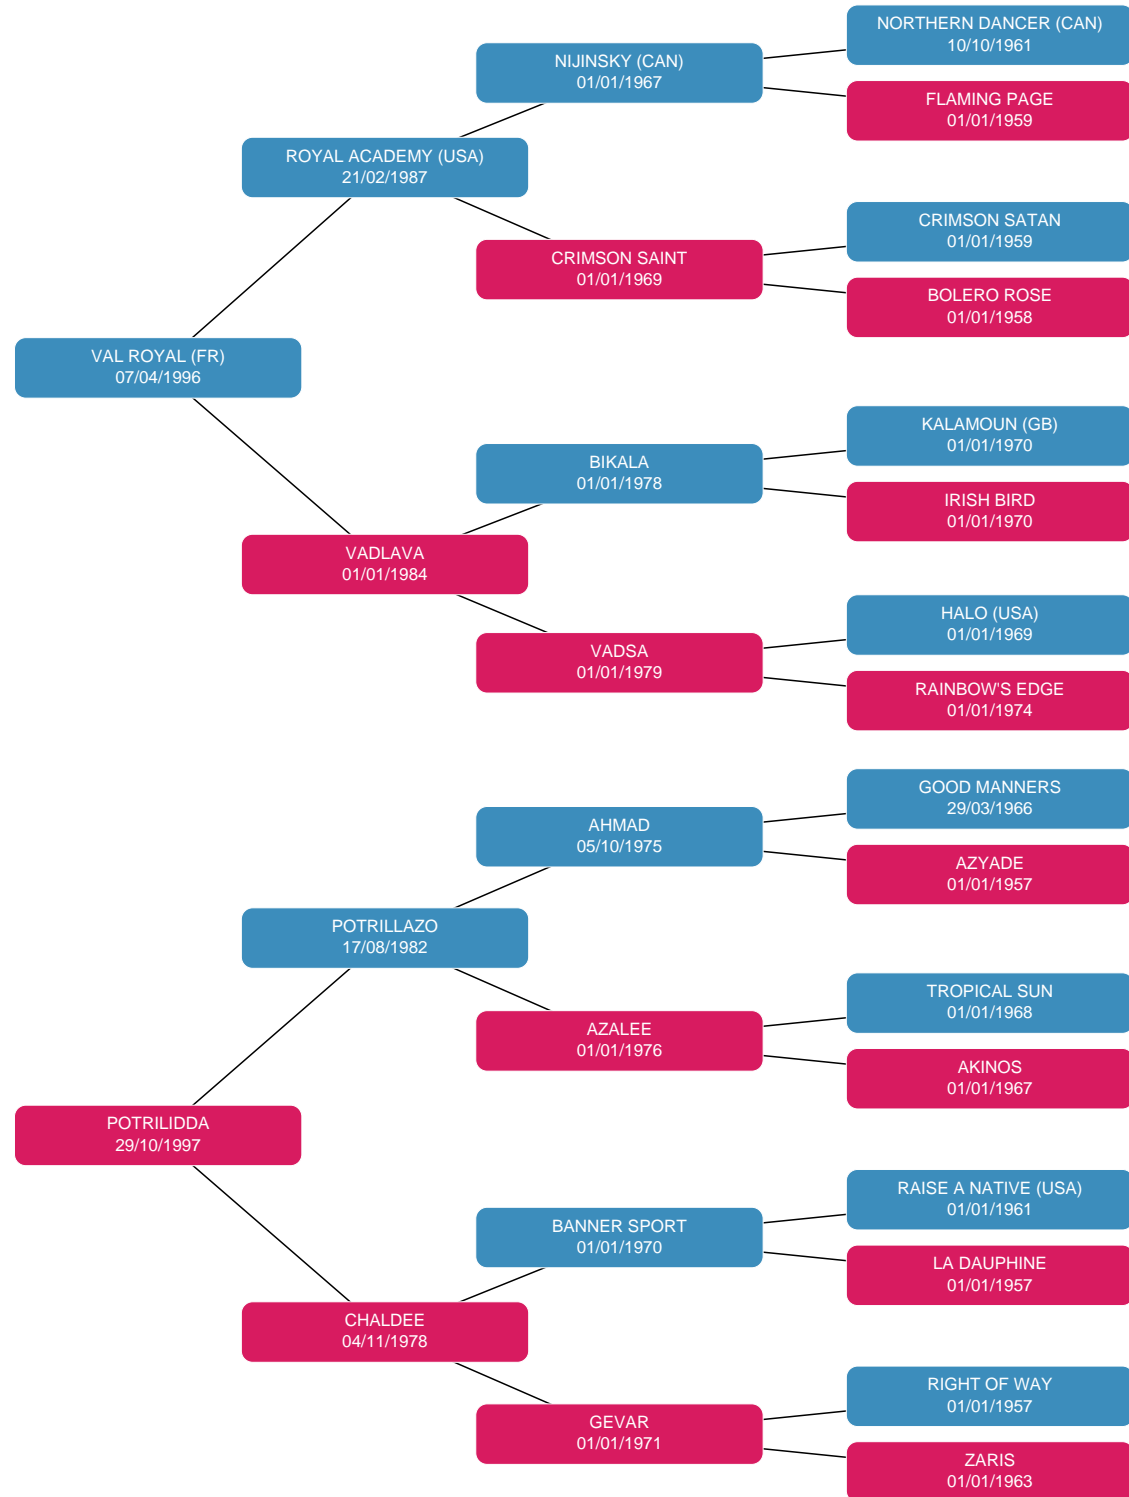 NORTHERN DANCER (CAN)
10/10/1961
NIJINSKY (CAN)
01/01/1967
FLAMING PAGE
01/01/1959
ROYAL ACADEMY (USA)
21/02/1987
CRIMSON SATAN
01/01/1959
CRIMSON SAINT
01/01/1969
BOLERO ROSE
01/01/1958
VAL ROYAL (FR)
07/04/1996
KALAMOUN (GB)
01/01/1970
BIKALA
01/01/1978
IRISH BIRD
01/01/1970
VADLAVA
01/01/1984
HALO (USA)
01/01/1969
VADSA
01/01/1979
RAINBOW'S EDGE
01/01/1974
GOOD MANNERS
29/03/1966
AHMAD
05/10/1975
AZYADE
01/01/1957
POTRILLAZO
17/08/1982
TROPICAL SUN
01/01/1968
AZALEE
01/01/1976
AKINOS
01/01/1967
POTRILIDDA
29/10/1997
RAISE A NATIVE (USA)
01/01/1961
BANNER SPORT
01/01/1970
LA DAUPHINE
01/01/1957
CHALDEE
04/11/1978
RIGHT OF WAY
01/01/1957
GEVAR
01/01/1971
ZARIS
01/01/1963